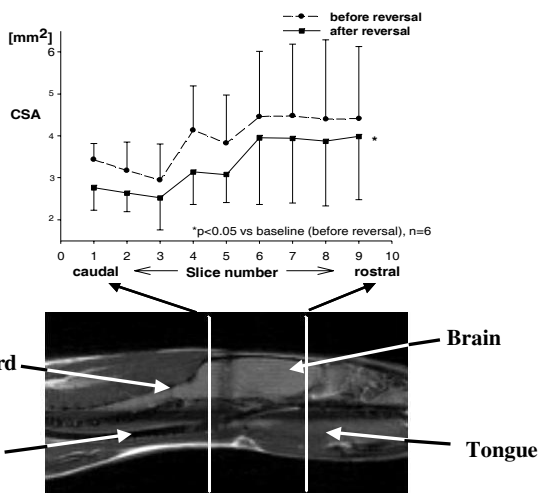 before reversal
after reversal
[mm²]
CSA
6
5
4
3
2
*
*p<0.05 vs baseline (before reversal), n=6
0 1 2 3 4 5 6 7 8 9 10
caudal Slice number rostral
rd
Brain
Tongue